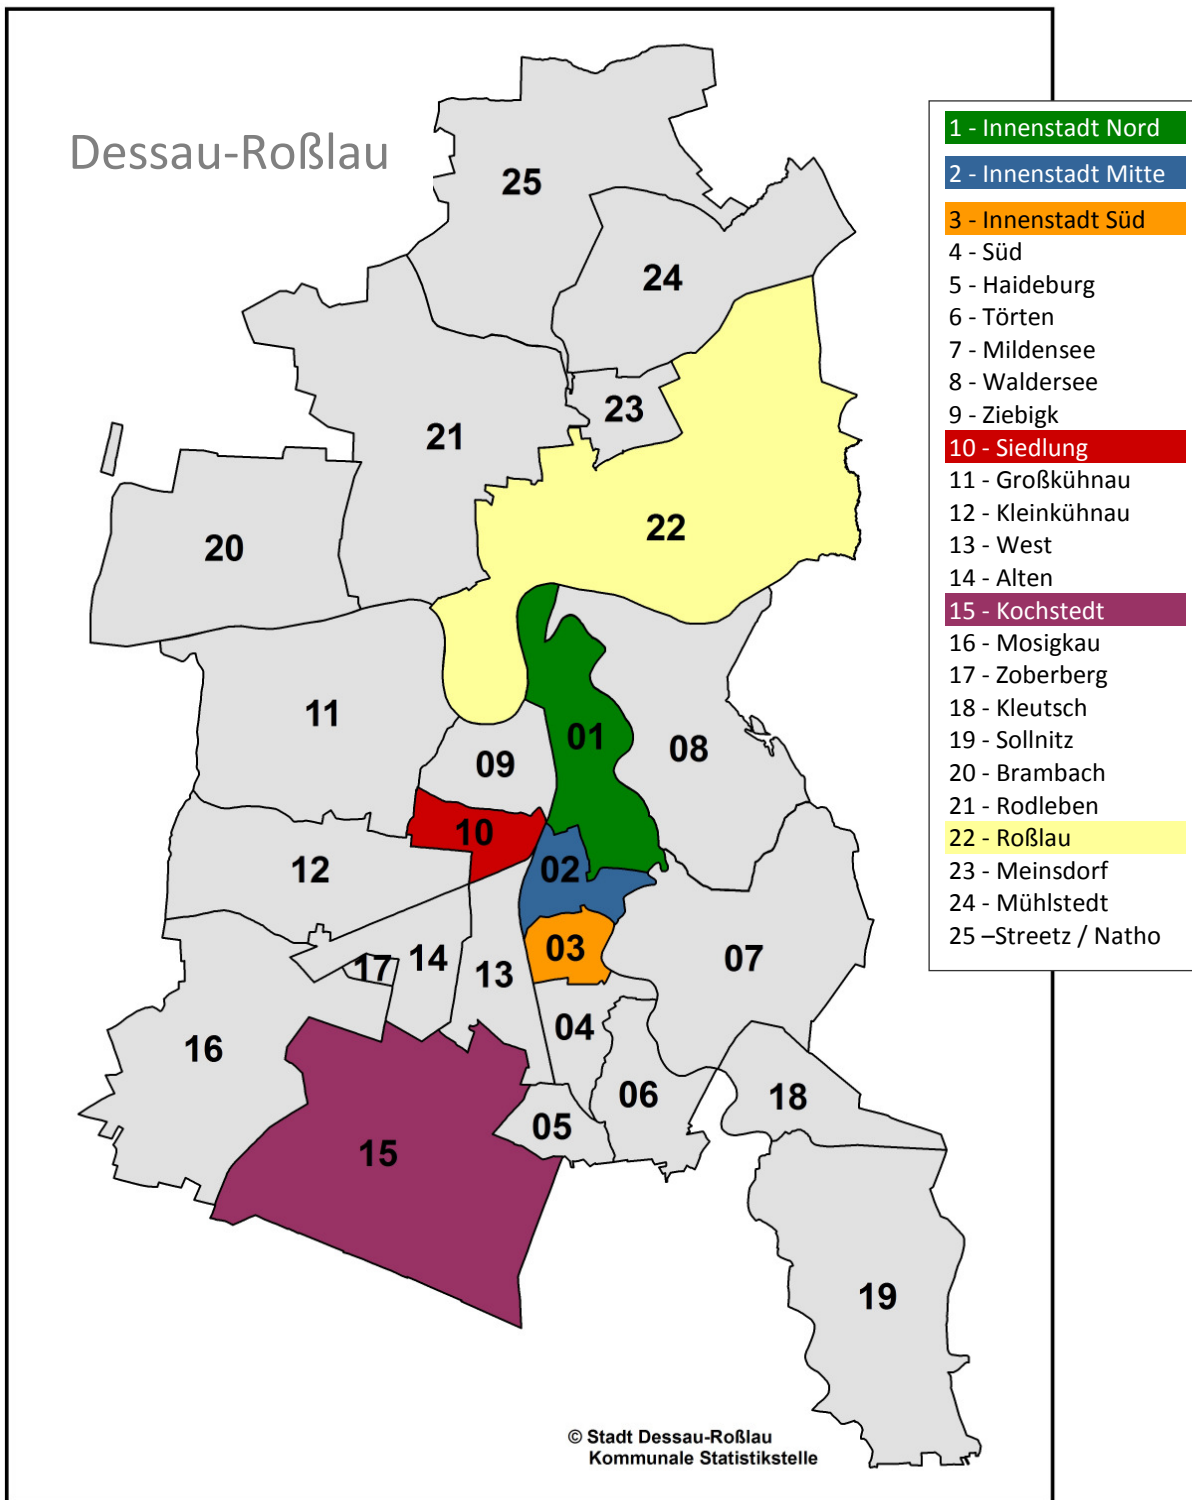 Dessau-Roßlau
25
24
23
21
22
20
11
01
09
08
10
12
02
03
07
17
14
13
04
16
06
18
05
15
19
1 - Innenstadt Nord
2 - Innenstadt Mitte
3 - Innenstadt Süd
4 - Süd
5 - Haideburg
6 - Törten
7 - Mildensee
8 - Waldersee
9 - Ziebigk
10 - Siedlung
11 - Großkühnau
12 - Kleinkühnau
13 - West
14 - Alten
15 - Kochstedt
16 - Mosigkau
17 - Zoberberg
18 - Kleutsch
19 - Sollnitz
20 - Brambach
21 - Rodleben
22 - Roßlau
23 - Meinsdorf
24 - Mühlstedt
25 –Streetz / Natho
© Stadt Dessau-Roßlau
Kommunale Statistikstelle